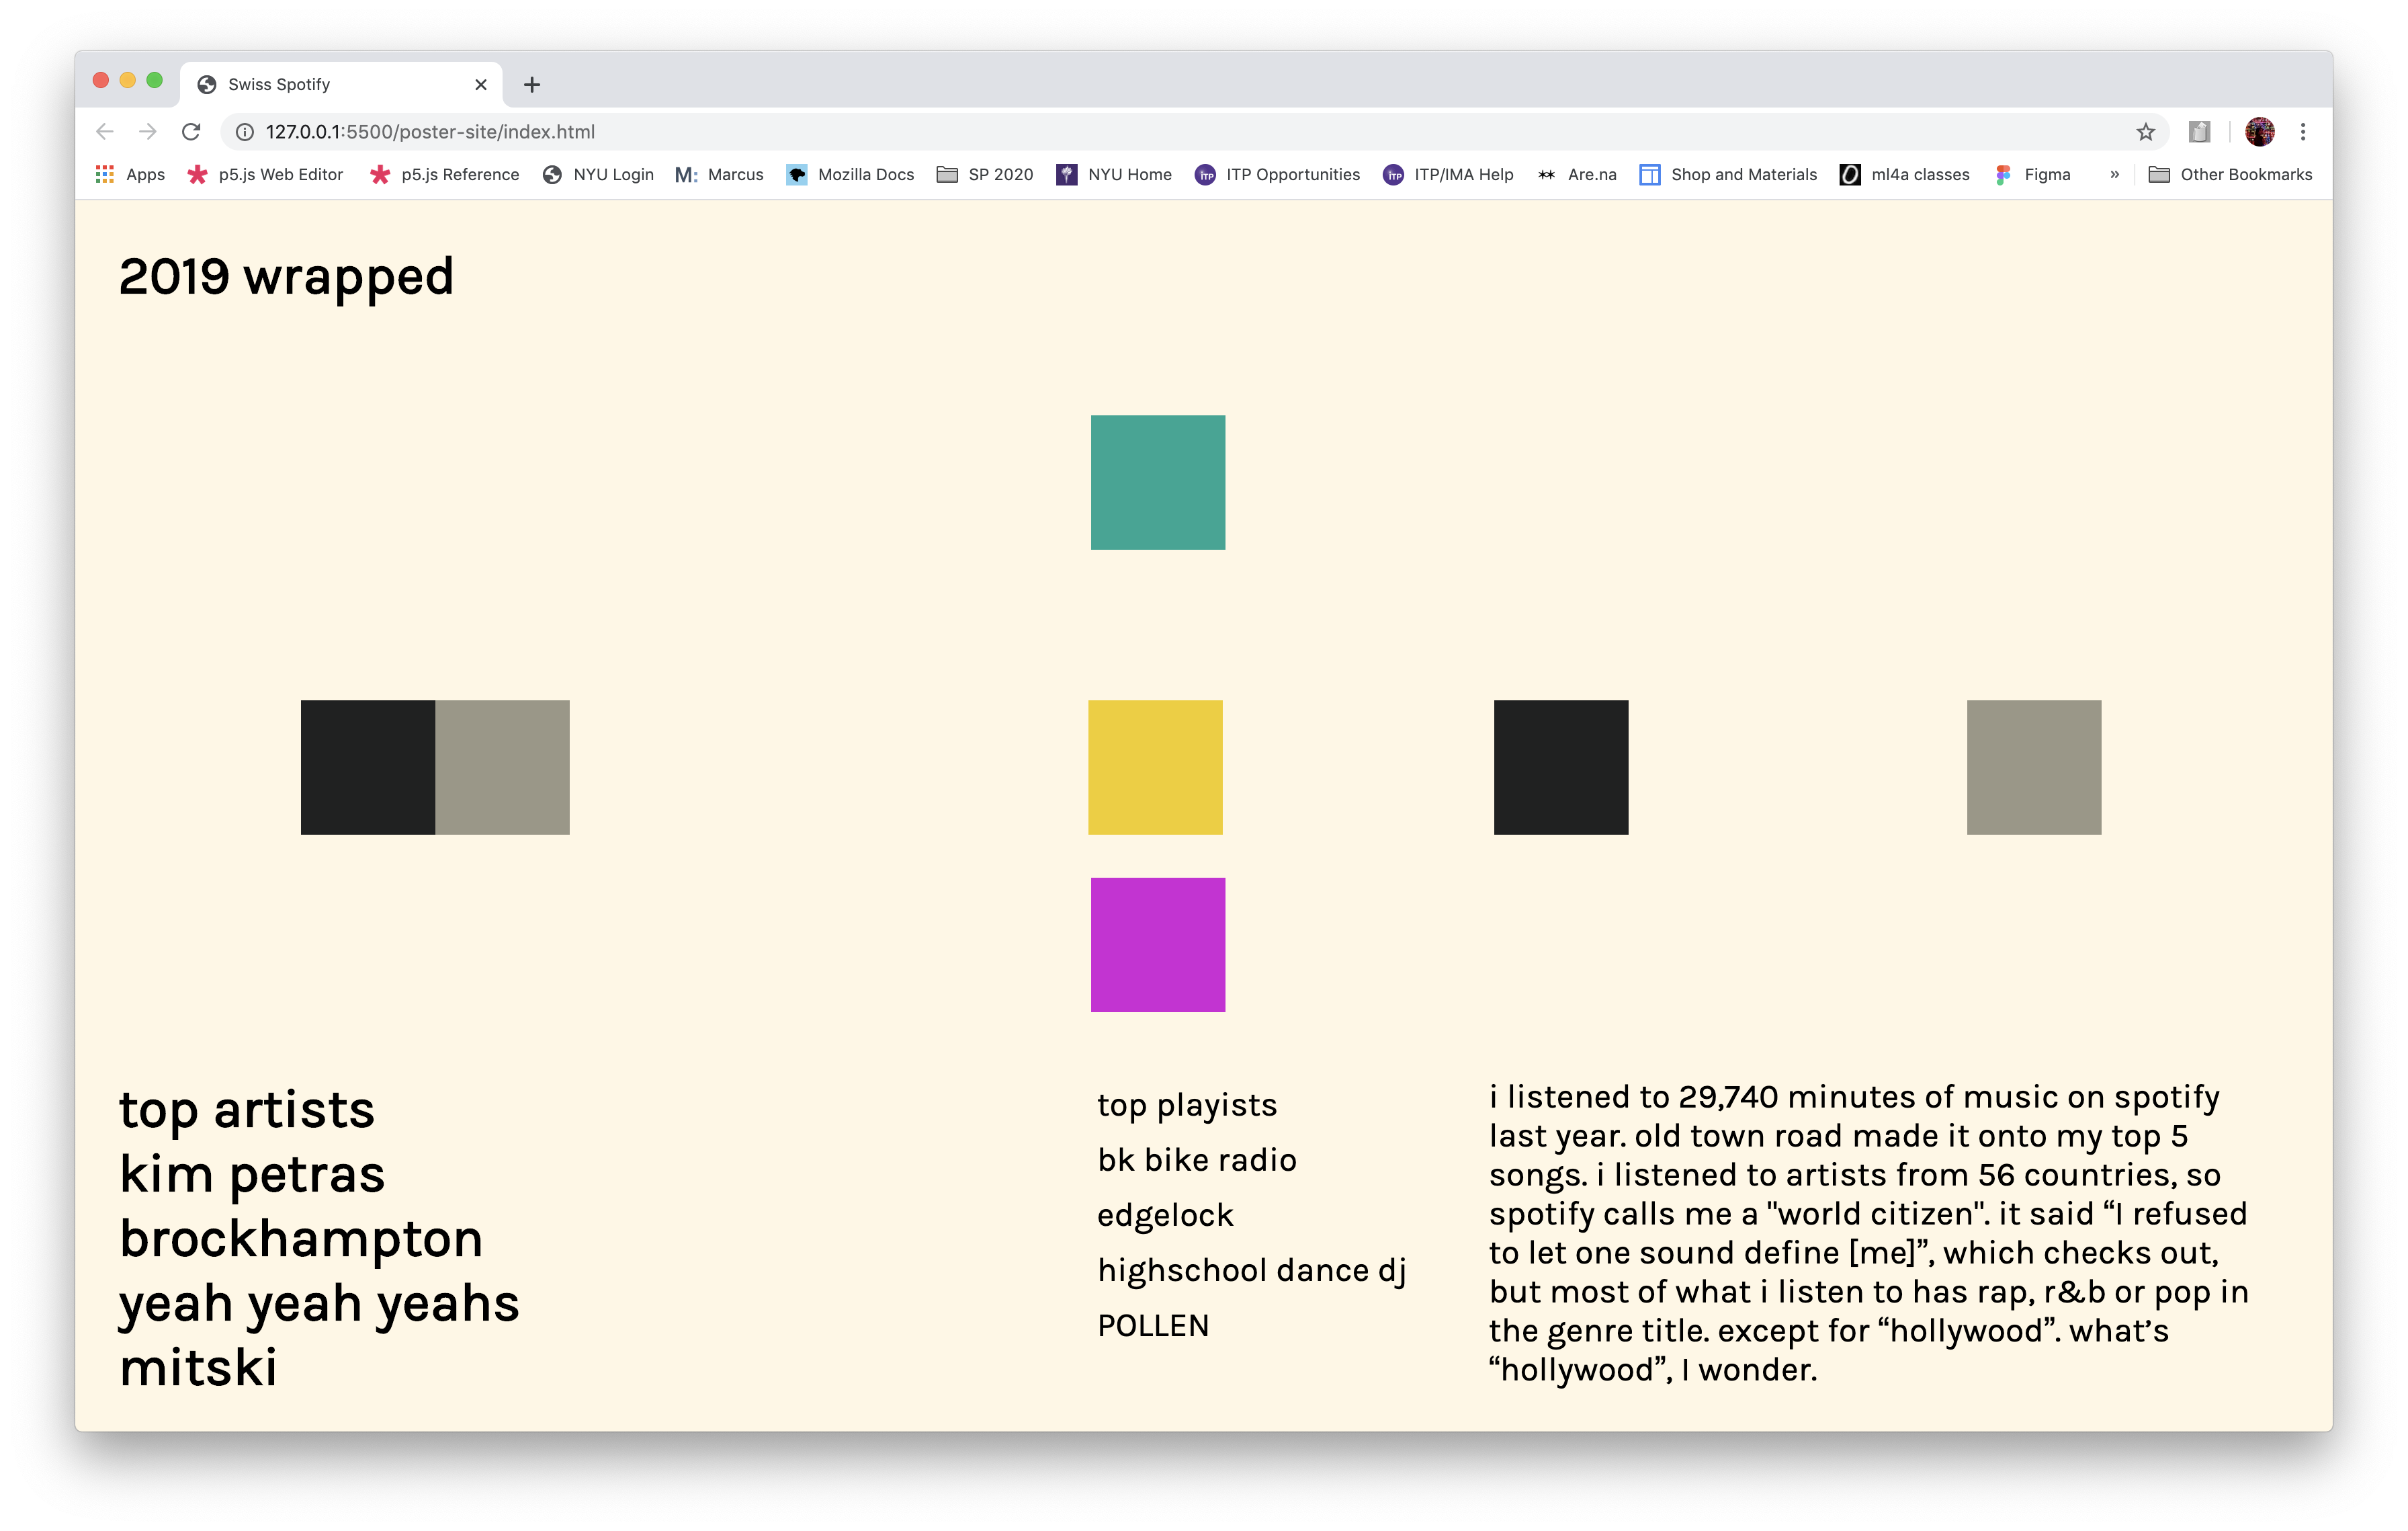 Swiss Spotify
127.0.0.1:5500/poster-site/index.html
Apps p5.js Web Editor p5.js Reference NYU Login M: Marcus Mozilla Docs SP 2020 NYU Home ITP ITP Opportunities ITP ITP/IMA Help Are.na Shop and Materials ml4a classes Figma » Other Bookmarks
2019 wrapped
top artists
kim petras
brockhampton
yeah yeah yeahs
mitski
top playists
bk bike radio
edgelock
highschool dance dj
POLLEN
i listened to 29,740 minutes of music on spotify
last year. old town road made it onto my top 5
songs. i listened to artists from 56 countries, so
spotify calls me a "world citizen". it said “I refused
to let one sound define [me]”, which checks out,
but most of what i listen to has rap, r&b or pop in
the genre title. except for “hollywood”. what’s
“hollywood”, I wonder.